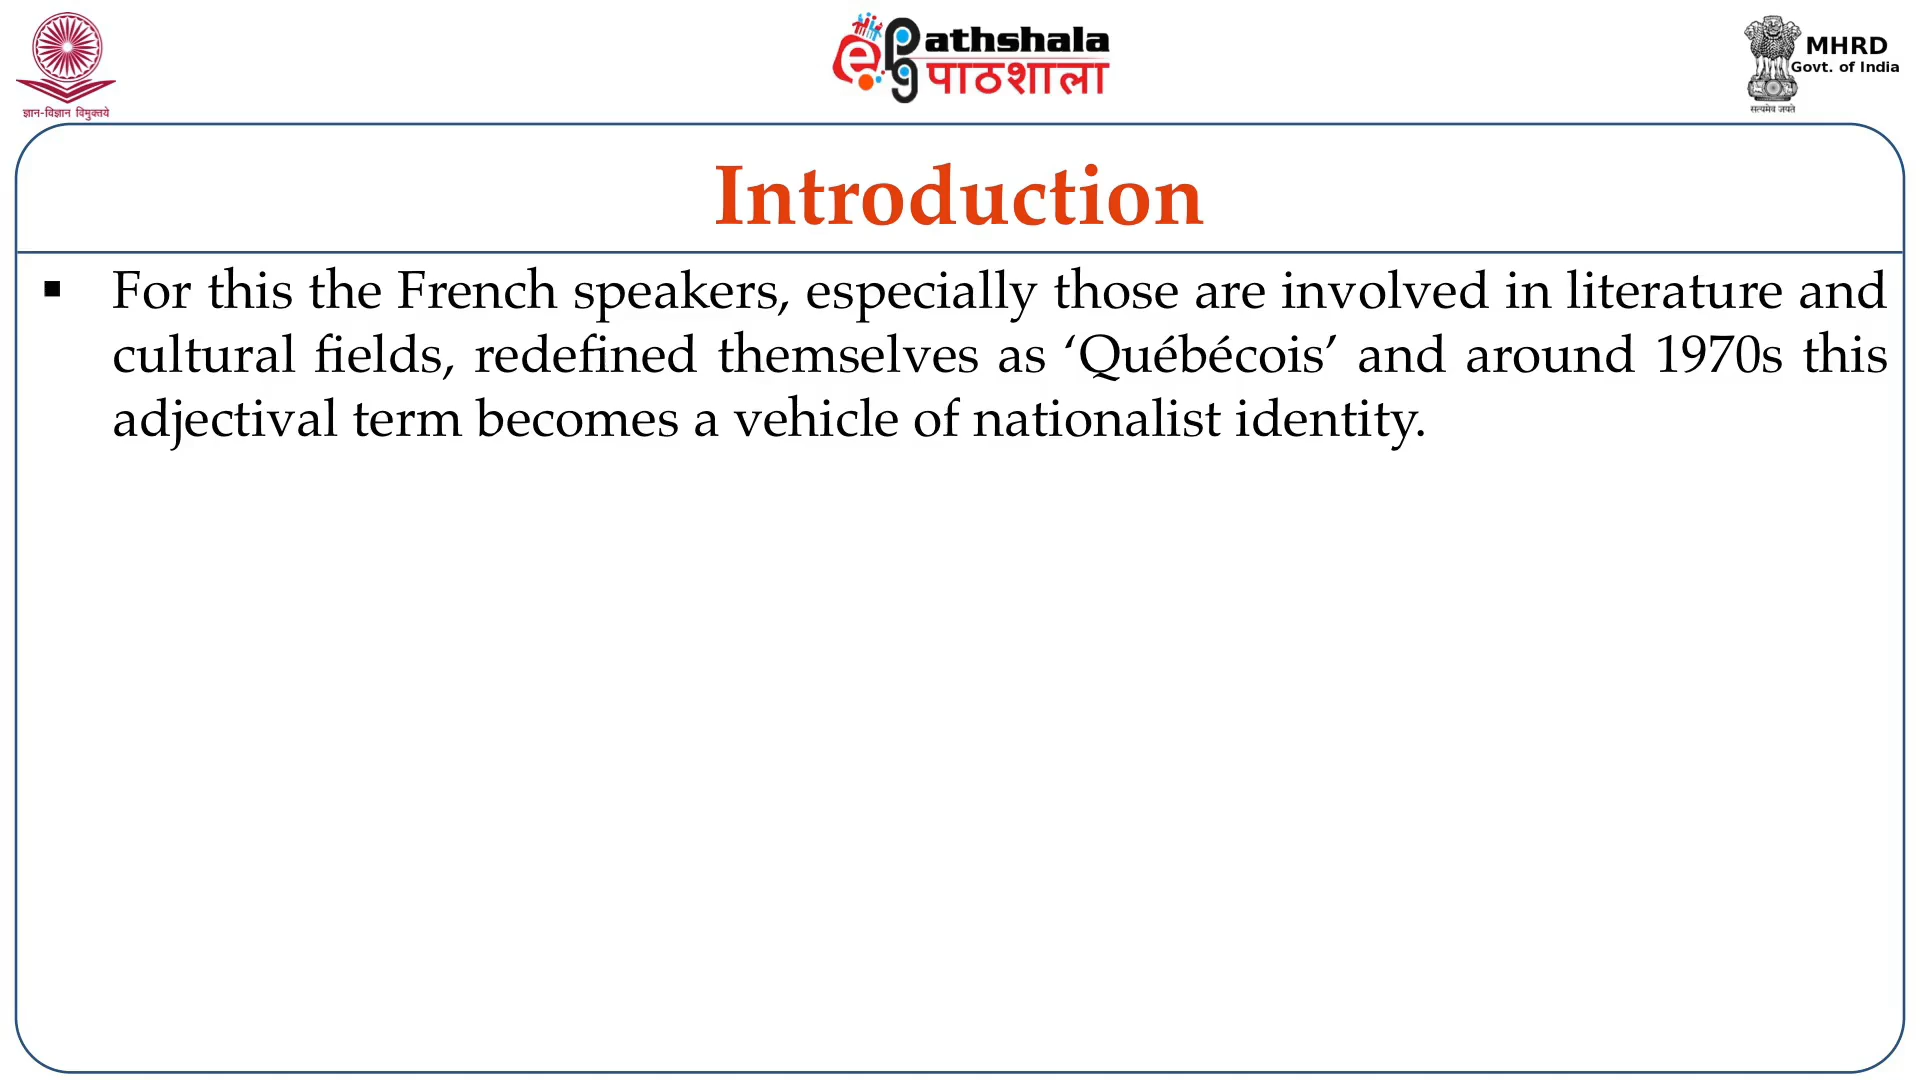 ज्ञान-विज्ञान विमुक्तये
e PG Pathshala
पाठशाला
MHRD
Govt. of India
सत्यमेव जयते
Introduction
▪ For this the French speakers, especially those are involved in literature and
cultural fields, redefined themselves as ‘Québécois’ and around 1970s this
adjectival term becomes a vehicle of nationalist identity.